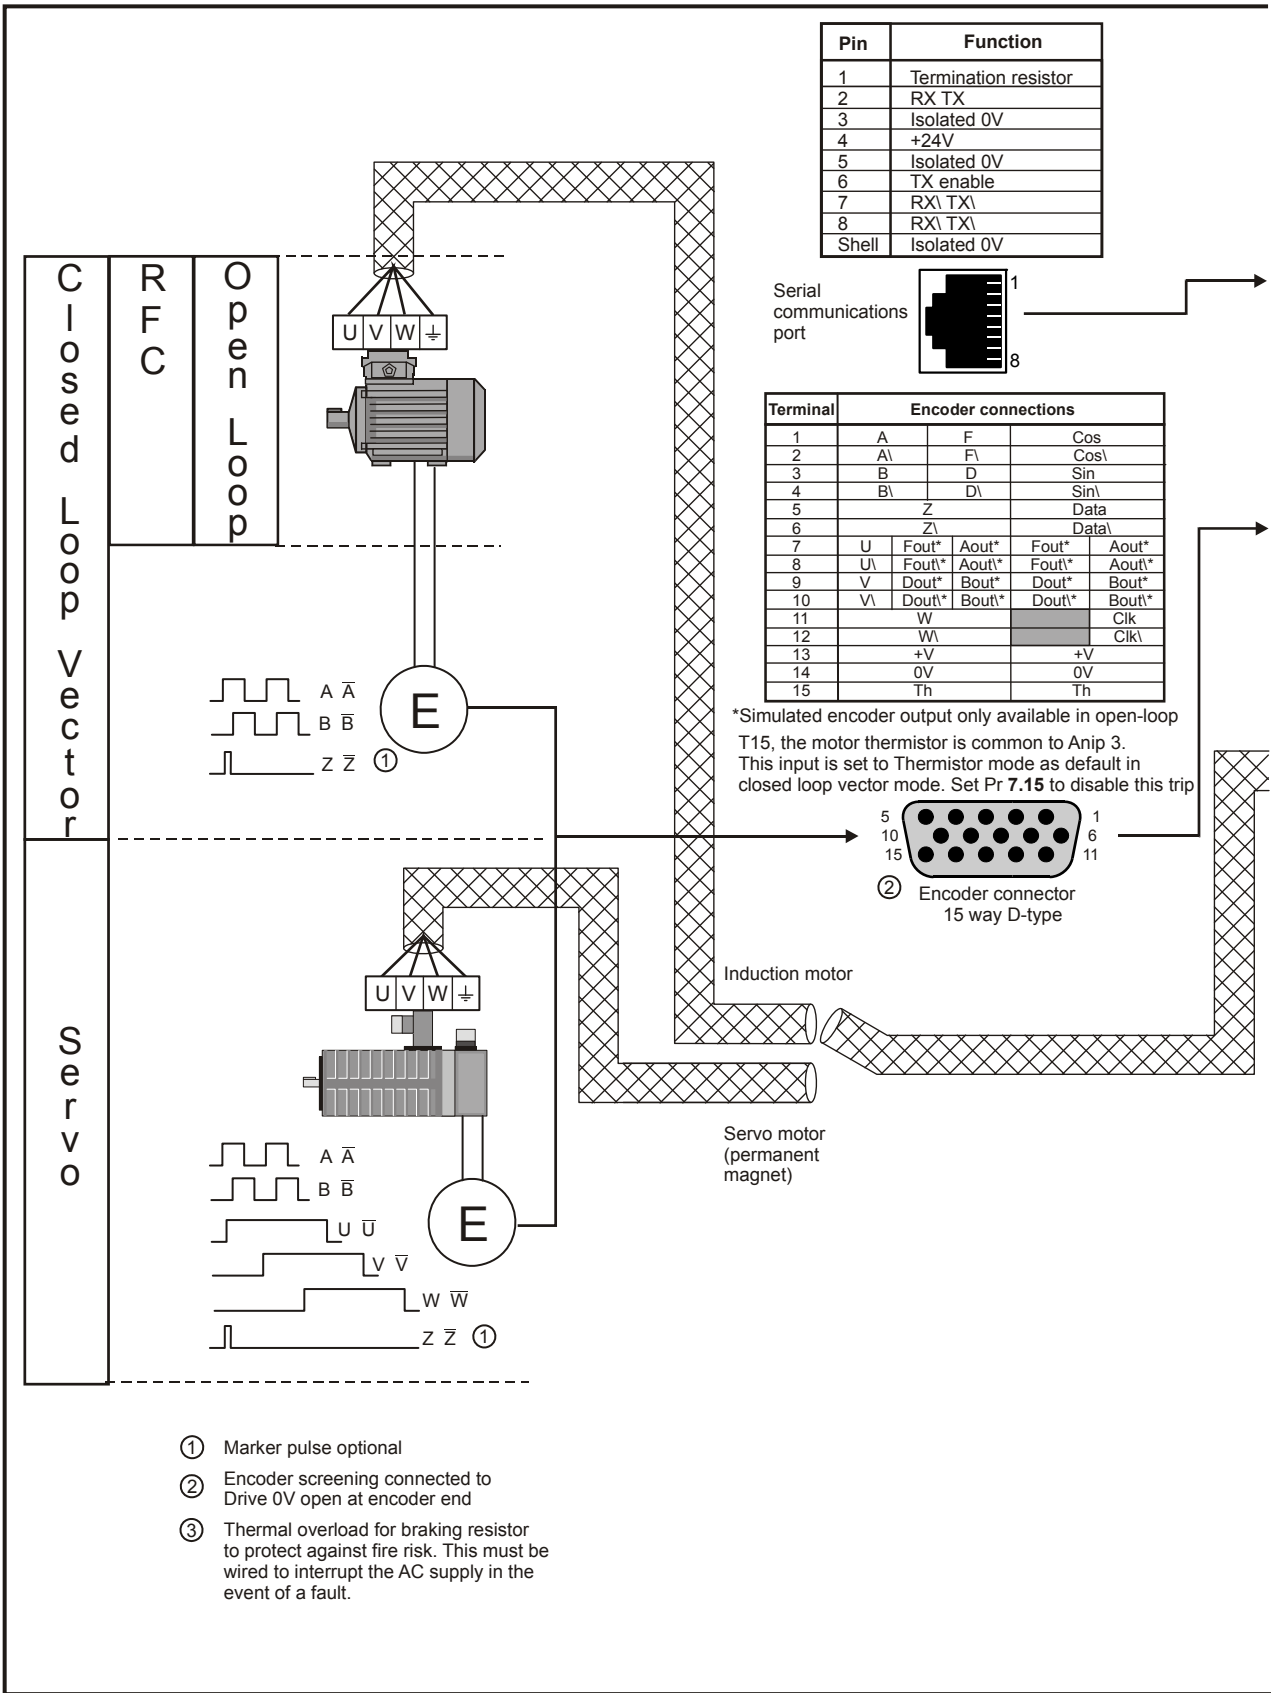 Pin Function
1 Termination resistor
2 RX TX
3 Isolated 0V
4 +24V
5 Isolated 0V
6 TX enable
7 RX\ TX\
8 RX\ TX\
Shell Isolated 0V
Serial
communications
port
1
8
Closed Loop Vector
RFC
Open Loop
U V W
Terminal Encoder connections
1 A F Cos
2 A\ F\ Cos\
3 B D Sin
4 B\ D\ Sin\
5 Z Data
6 Z\ Data\
7 U Fout* Aout* Fout* Aout*
8 U\ Fout\* Aout\* Fout\* Aout\*
9 V Dout* Bout* Dout* Bout*
10 V\ Dout\* Bout\* Dout\* Bout\*
11 W Clk
12 W\ Clk\
13 +V +V
14 0V 0V
15 Th Th
*Simulated encoder output only available in open-loop
T15, the motor thermistor is common to Anip 3.
This input is set to Thermistor mode as default in
closed loop vector mode. Set Pr 7.15 to disable this trip
A A̅
B B̅
Z Z̅ ①
E
5 1
10 6
15 11
② Encoder connector
15 way D-type
Servo
U V W
Induction motor
Servo motor
(permanent
magnet)
A A̅
B B̅
U U̅
V V̅
W W̅
Z Z̅ ①
E
① Marker pulse optional
② Encoder screening connected to
Drive 0V open at encoder end
③ Thermal overload for braking resistor
to protect against fire risk. This must be
wired to interrupt the AC supply in the
event of a fault.